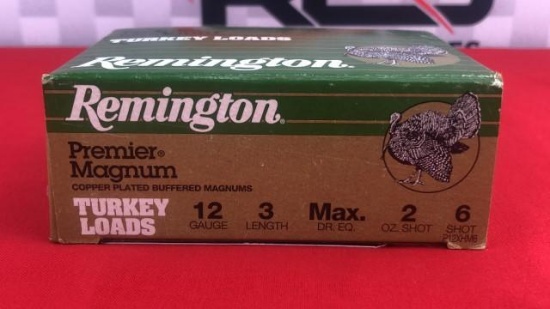 TURKEY LOADS
Remington.
Remington®
Premier®
Magnum
COPPER PLATED BUFFERED MAGNUMS
TURKEY
LOADS
12 3 Max. 2 6
GAUGE LENGTH DR. EQ. OZ. SHOT SHOT
P12XHM6